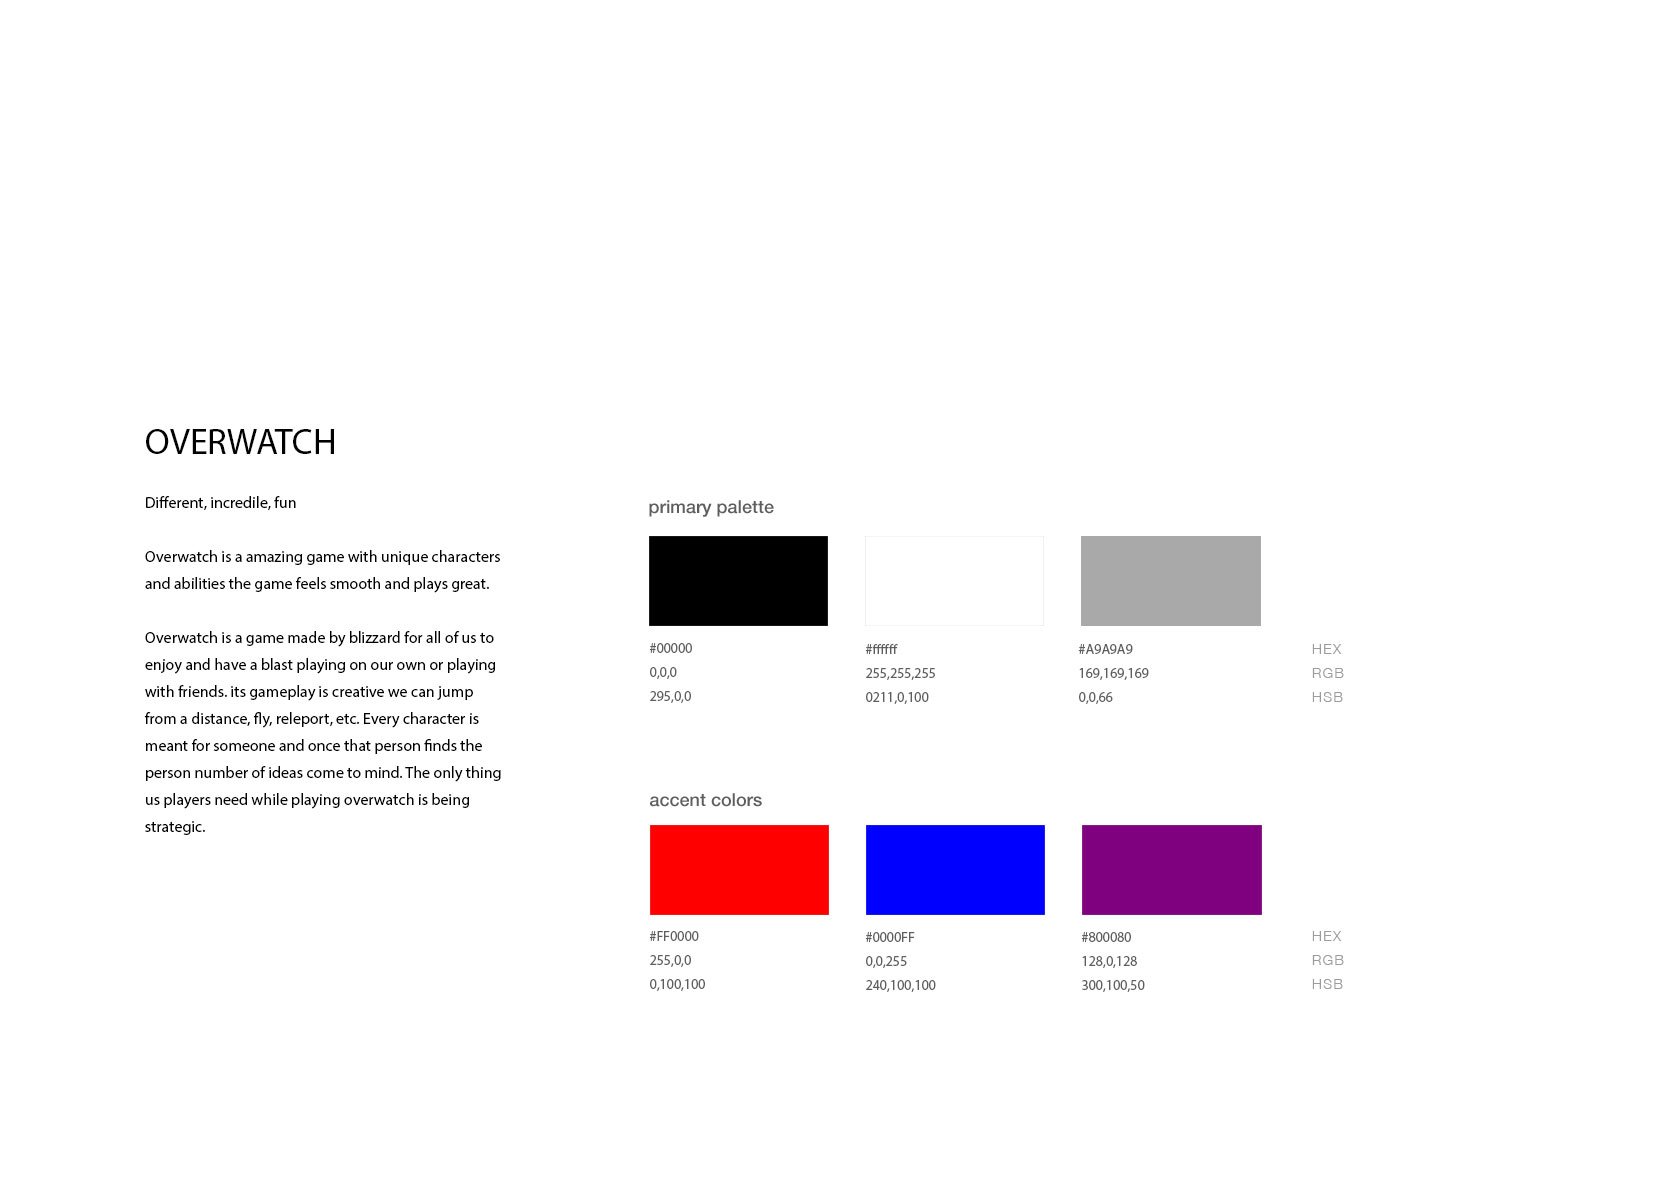 OVERWATCH
Different, incredile, fun
Overwatch is a amazing game with unique characters
and abilities the game feels smooth and plays great.
Overwatch is a game made by blizzard for all of us to
enjoy and have a blast playing on our own or playing
with friends. its gameplay is creative we can jump
from a distance, fly, releport, etc. Every character is
meant for someone and once that person finds the
person number of ideas come to mind. The only thing
us players need while playing overwatch is being
strategic.
primary palette
#00000 #ffffff #A9A9A9 HEX
0,0,0 255,255,255 169,169,169 RGB
295,0,0 0211,0,100 0,0,66 HSB
accent colors
#FF0000 #0000FF #800080 HEX
255,0,0 0,0,255 128,0,128 RGB
0,100,100 240,100,100 300,100,50 HSB